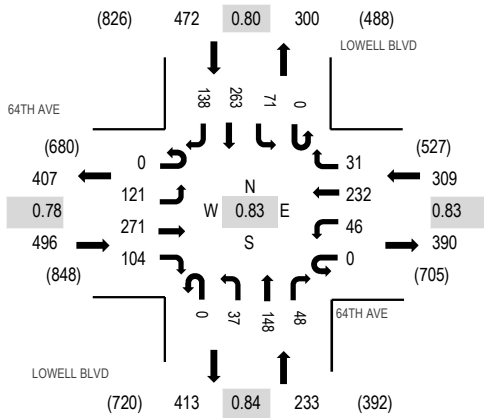 (826) 472 0.80 300 (488)
LOWELL BLVD
64TH AVE
138 263 71 0
(680) 0 31 (527)
407 121 232 309
N
0.78 W 0.83 E 0.83
S
496 271 46 390
(848) 104 0 (705)
0 37 148 48
64TH AVE
LOWELL BLVD
(720) 413 0.84 233 (392)